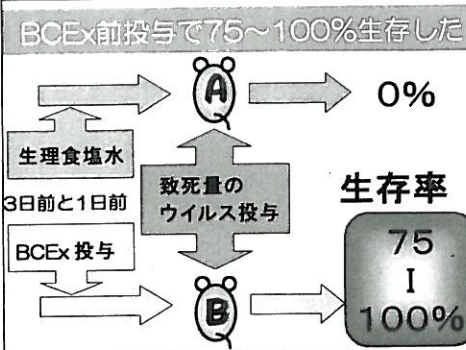 BCEx前投与で75～100%生存した
A
0%
生理食塩水
3日前と1日前
致死量の
ウイルス投与
生存率
BCEx 投与
75
I
100%
B